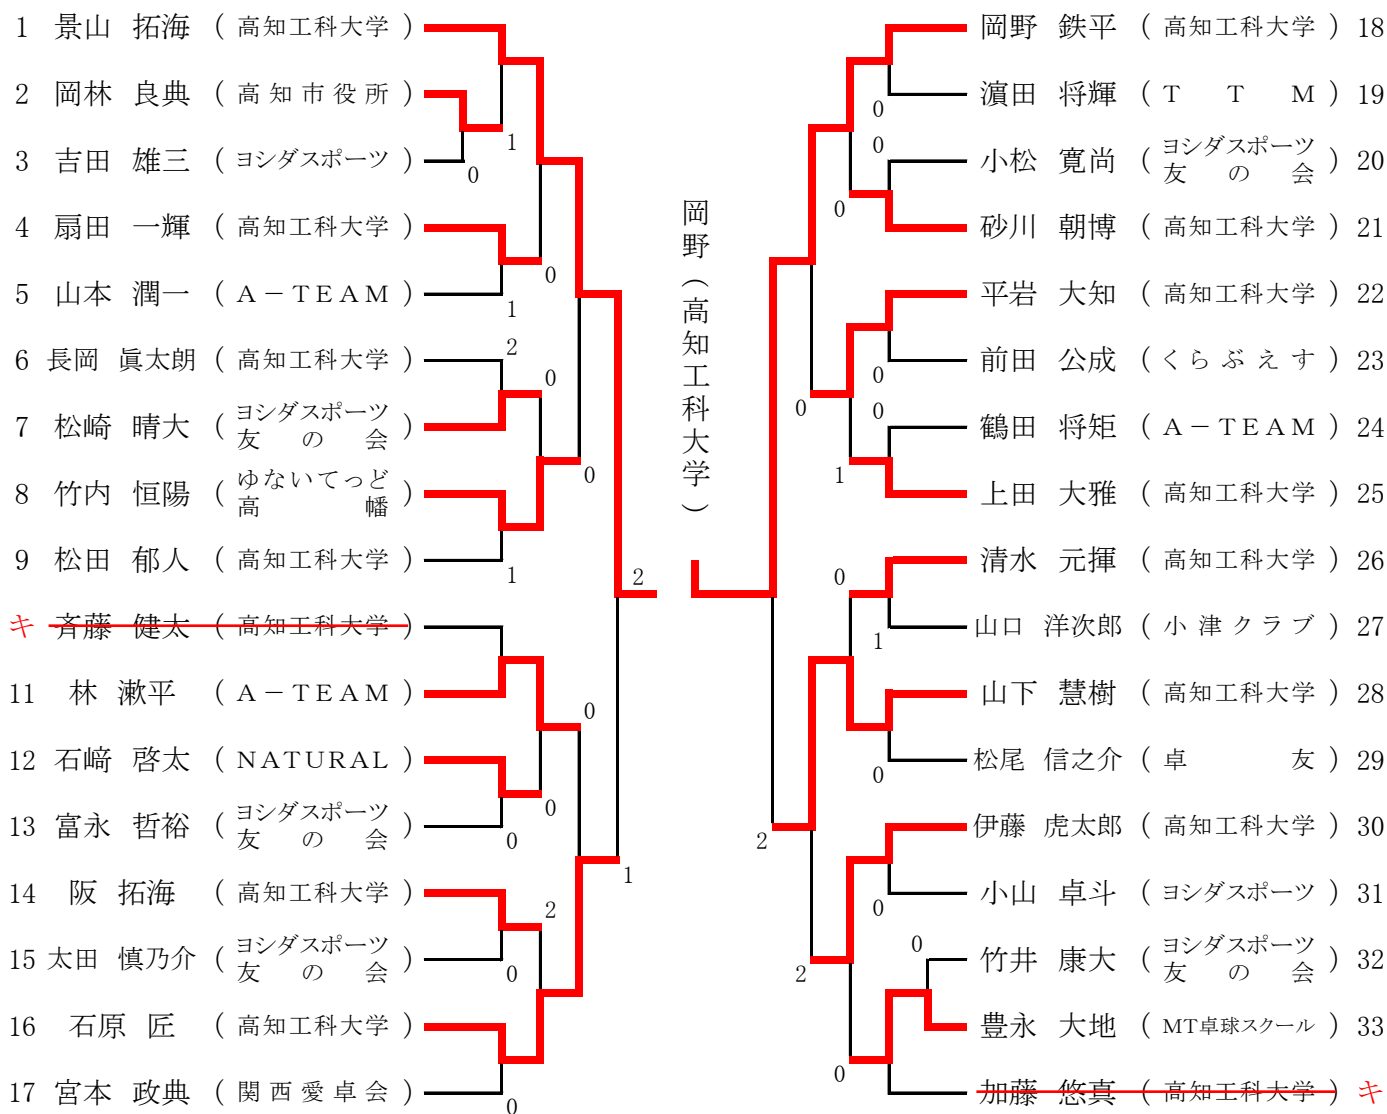 1 景山 拓海 ( 高知工科大学 )
2 岡林 良典 ( 高知市役所 )
3 吉田 雄三 ( ヨシダスポーツ )
4 扇田 一輝 ( 高知工科大学 )
5 山本 潤一 ( A－TEAM )
6 長岡 眞太朗 ( 高知工科大学 )
7 松崎 晴大 ( ヨシダスポーツ
友の会 )
8 竹内 恒陽 ( ゆないてっど
高幡 )
9 松田 郁人 ( 高知工科大学 )
キ 斉藤 健太 ( 高知工科大学 )
11 林 漱平 ( A－TEAM )
12 石﨑 啓太 ( NATURAL )
13 富永 哲裕 ( ヨシダスポーツ
友の会 )
14 阪 拓海 ( 高知工科大学 )
15 太田 慎乃介 ( ヨシダスポーツ
友の会 )
16 石原 匠 ( 高知工科大学 )
17 宮本 政典 ( 関西愛卓会 )
1
0
0
1
2
0
0
1
0
0
0
2
0
0
1
2
岡野(高知工科大学)
0
0
0
0
0
0
1
0
1
0
2
0
0
2
0
岡野 鉄平 ( 高知工科大学 ) 18
濵田 将輝 ( TTM ) 19
小松 寛尚 ( ヨシダスポーツ
友の会 ) 20
砂川 朝博 ( 高知工科大学 ) 21
平岩 大知 ( 高知工科大学 ) 22
前田 公成 ( くらぶえす ) 23
鶴田 将矩 ( A－TEAM ) 24
上田 大雅 ( 高知工科大学 ) 25
清水 元揮 ( 高知工科大学 ) 26
山口 洋次郎 ( 小津クラブ ) 27
山下 慧樹 ( 高知工科大学 ) 28
松尾 信之介 ( 卓友 ) 29
伊藤 虎太郎 ( 高知工科大学 ) 30
小山 卓斗 ( ヨシダスポーツ ) 31
竹井 康大 ( ヨシダスポーツ
友の会 ) 32
豊永 大地 ( MT卓球スクール ) 33
加藤 悠真 ( 高知工科大学 ) キ